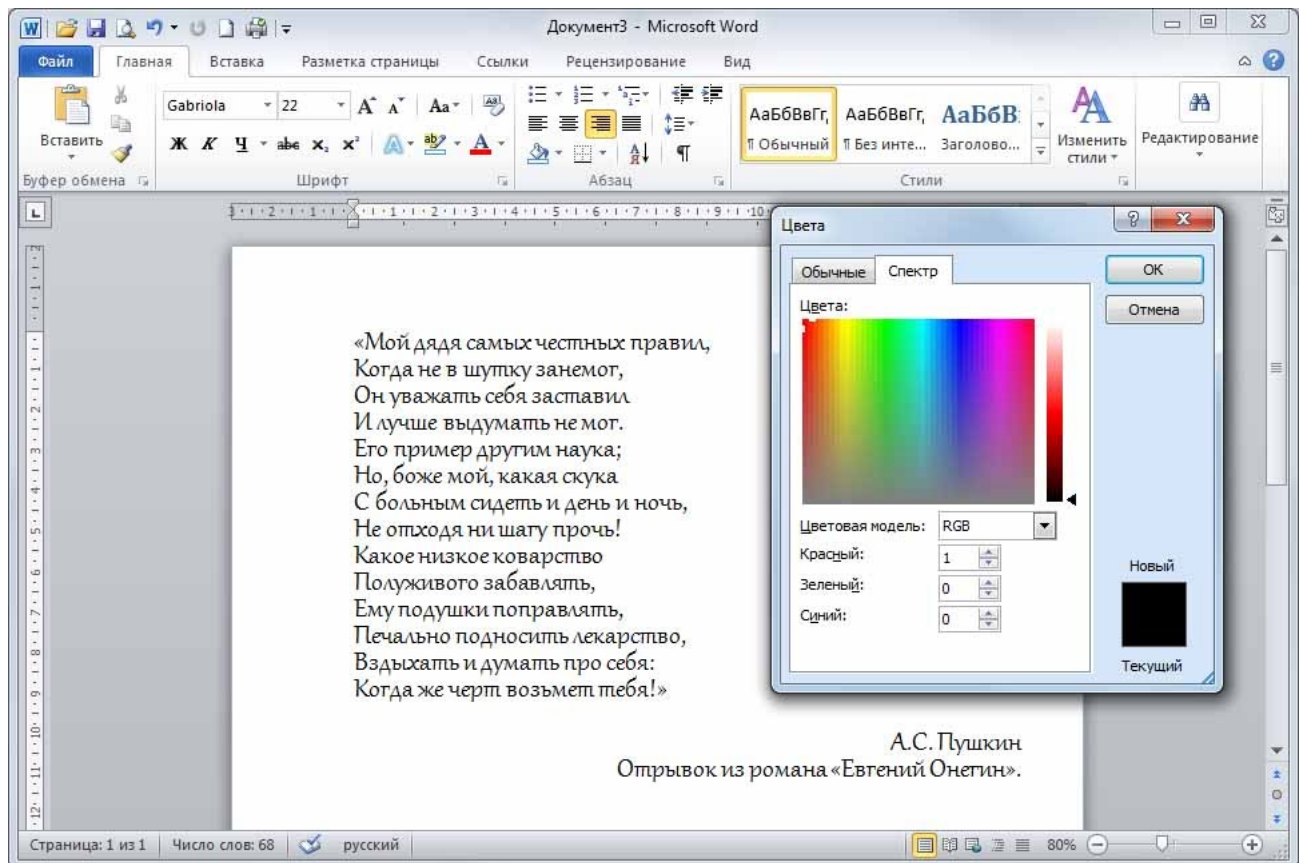 Документ3 - Microsoft Word
Файл Главная Вставка Разметка страницы Ссылки Рецензирование Вид
Вставить
Буфер обмена
Gabriola 22 Aa
Ж К Ч abc x₂ x² ab A
Шрифт
Абзац
АаБбВвГг, АаБбВвГг, АаБбВ
¶ Обычный ¶ Без инте... Заголово...
Изменить стили
Стили
Редактирование
«Мой дядя самых честных правил,
Когда не в шутку занемог,
Он уважать себя заставил
И лучше выдумать не мог.
Его пример другим наука;
Но, боже мой, какая скука
С больным сидеть и день и ночь,
Не отходя ни шагу прочь!
Какое низкое коварство
Полуживого забавлять,
Ему подушки поправлять,
Печально подносить лекарство,
Вздыхать и думать про себя:
Когда же черт возьмет тебя!»
А.С. Пушкин
Отрывок из романа «Евгений Онегин».
Цвета
Обычные Спектр
Цвета:
Цветовая модель: RGB
Красный: 1
Зеленый: 0
Синий: 0
OK
Отмена
Новый
Текущий
Страница: 1 из 1 Число слов: 68 русский 80%